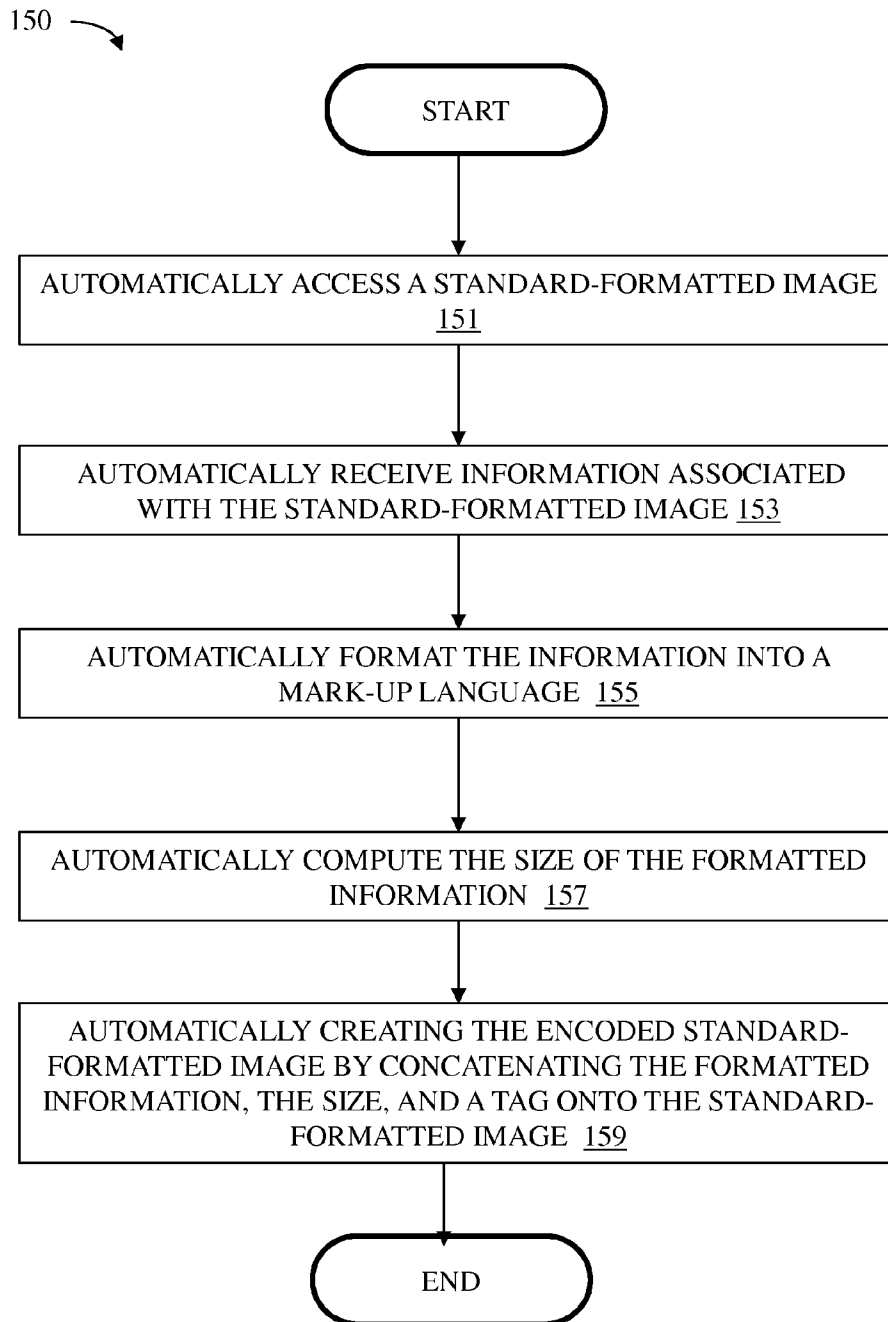 150
START
AUTOMATICALLY ACCESS A STANDARD-FORMATTED IMAGE
151
AUTOMATICALLY RECEIVE INFORMATION ASSOCIATED
WITH THE STANDARD-FORMATTED IMAGE 153
AUTOMATICALLY FORMAT THE INFORMATION INTO A
MARK-UP LANGUAGE 155
AUTOMATICALLY COMPUTE THE SIZE OF THE FORMATTED
INFORMATION 157
AUTOMATICALLY CREATING THE ENCODED STANDARD-
FORMATTED IMAGE BY CONCATENATING THE FORMATTED
INFORMATION, THE SIZE, AND A TAG ONTO THE STANDARD-
FORMATTED IMAGE 159
END